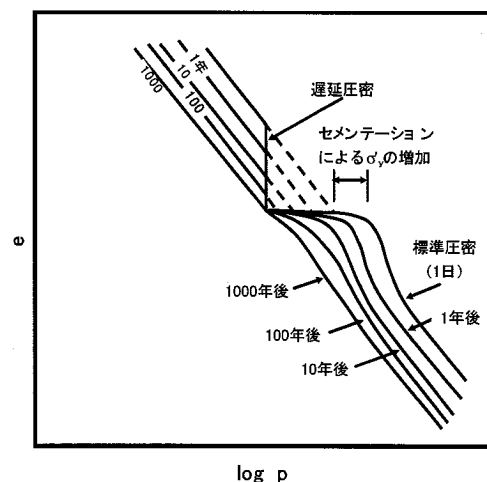 1年
10
100
1000
遅延圧密
セメンテーション
によるσ'yの増加
e
標準圧密
(1日)
1000年後
1年後
100年後
10年後
log p